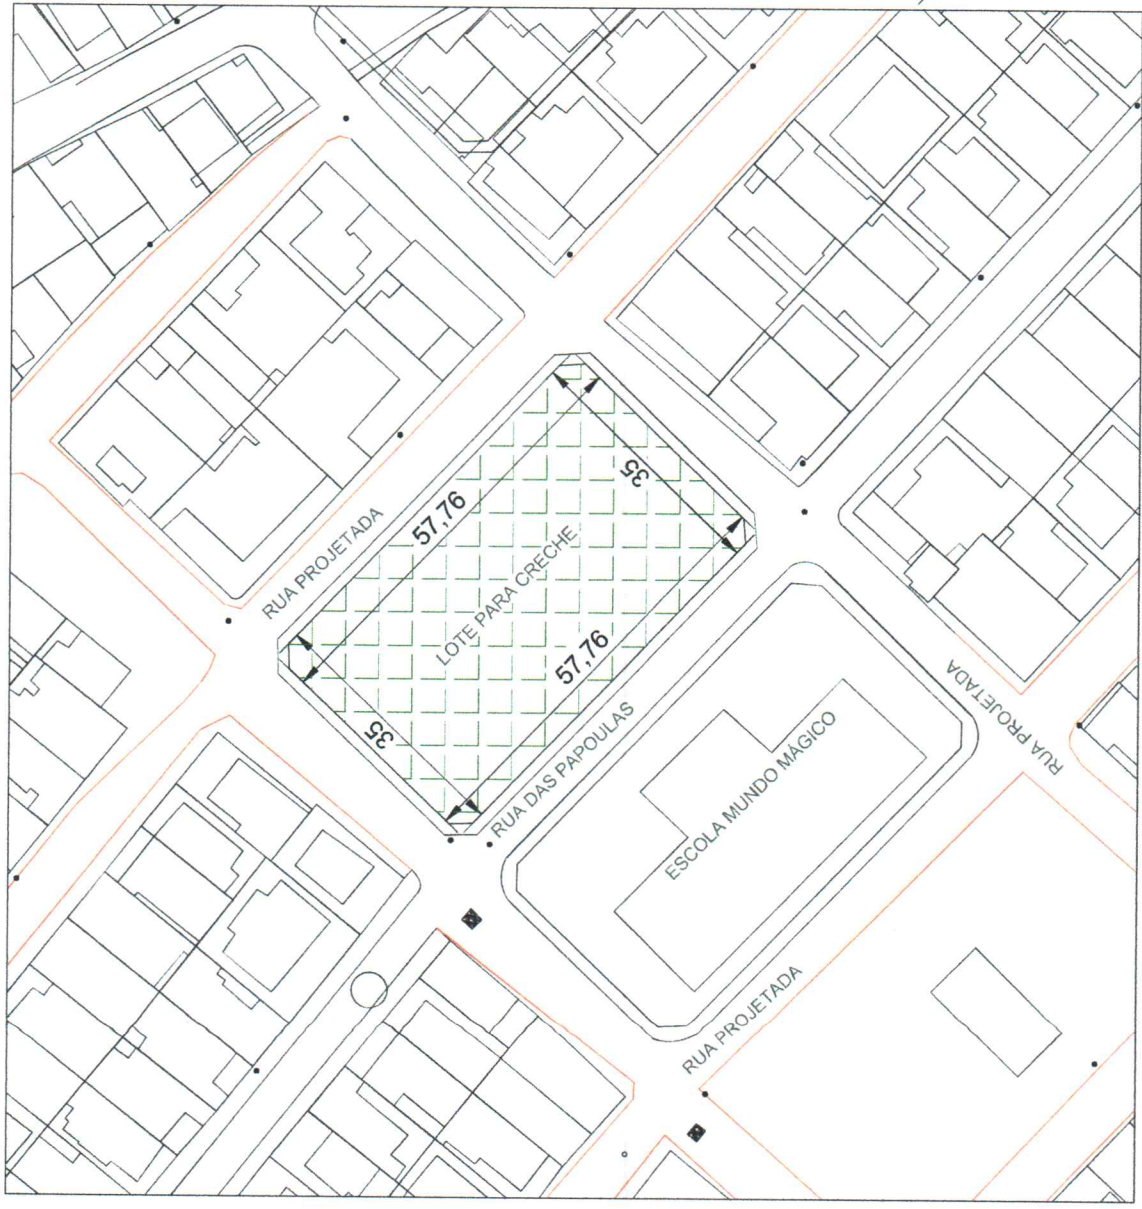 35
57,76
RUA PROJETADA
LOTE PARA CRECHE
57,76
35
RUA DAS PAPOULAS
RUA PROJETADA
ESCOLA MUNDO MÁGICO
RUA PROJETADA